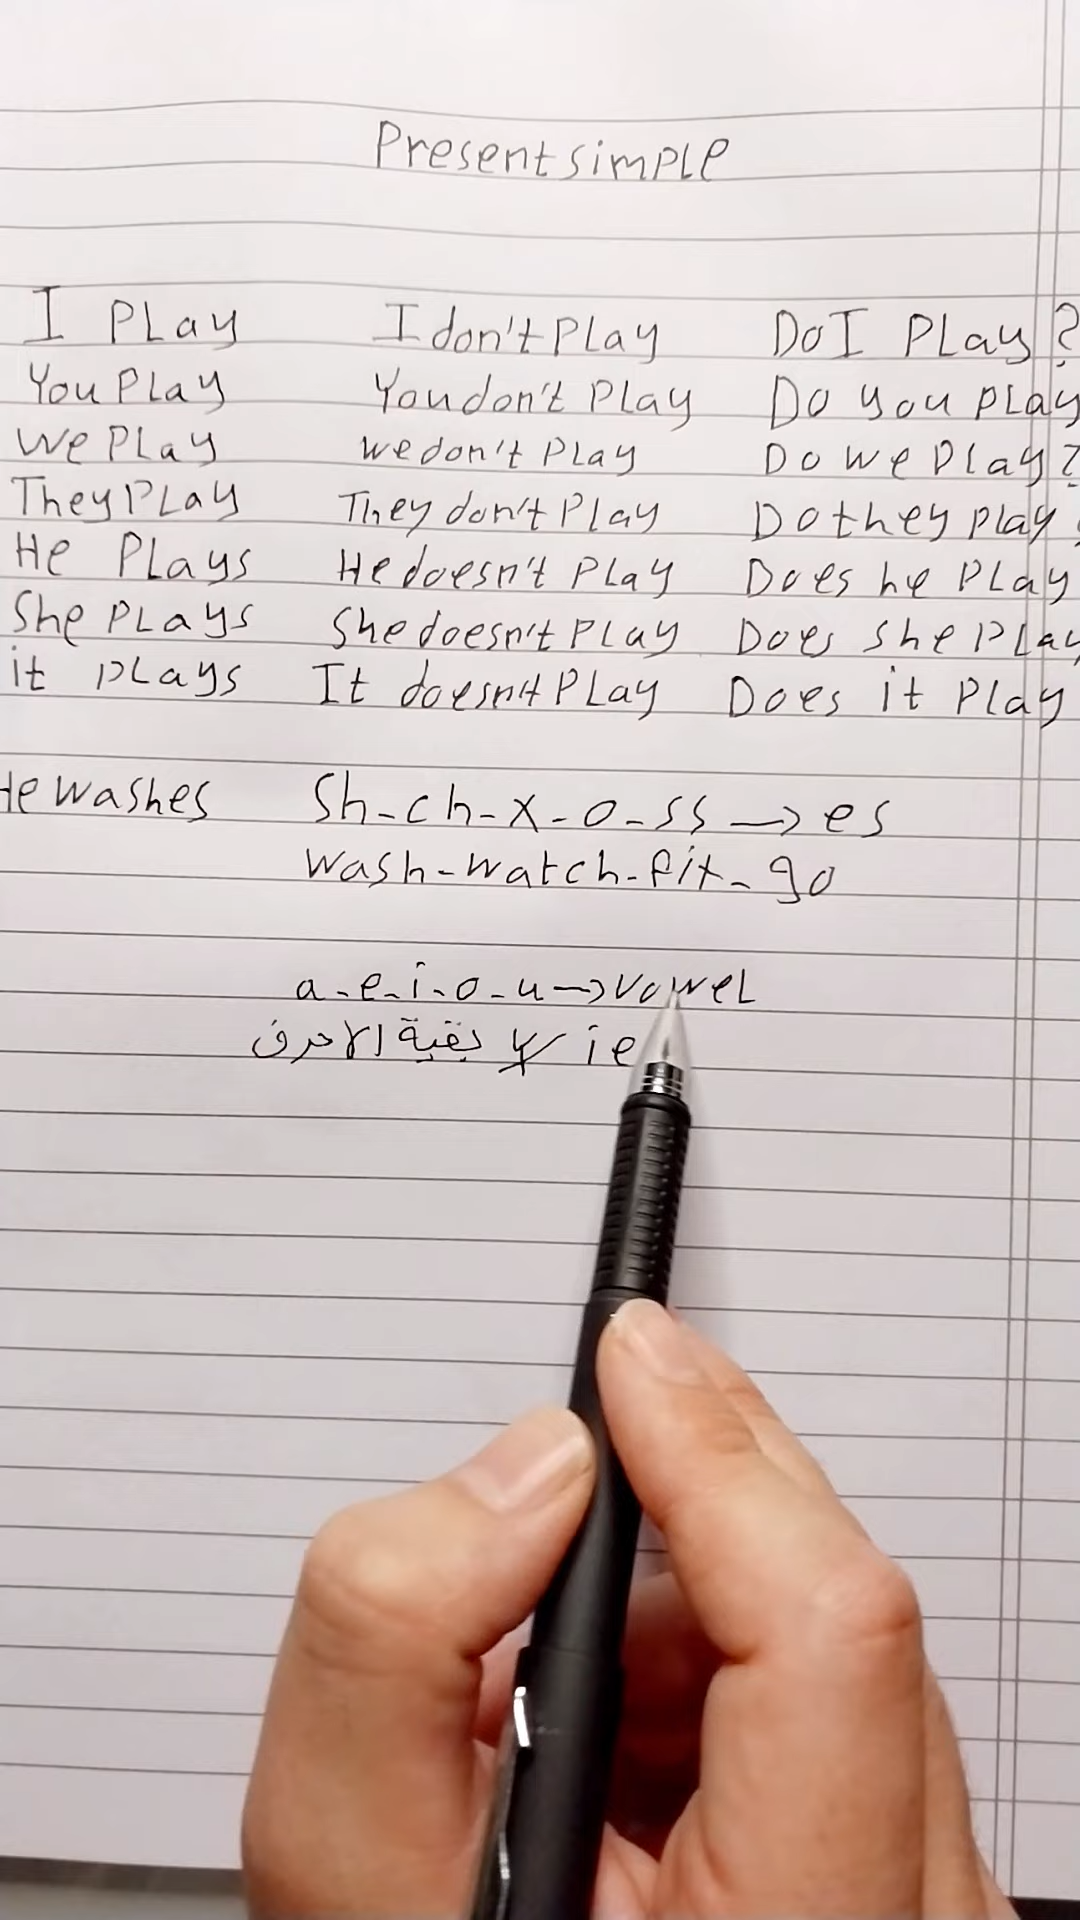 Present simple
I Play I don't Play Do I Play?
You Play You don't Play Do you play
We Play we don't Play Do we Play?
They Play They don't Play Do they play
He Plays He doesn't Play Does he Play
She Plays She doesn't Play Does she Play
it plays It doesn't PLay Does it Play
He washes Sh-ch-x-o-ss → es
wash-watch-fix-go
a-e-i-o-u → vowel
بقية الاحرف y ie